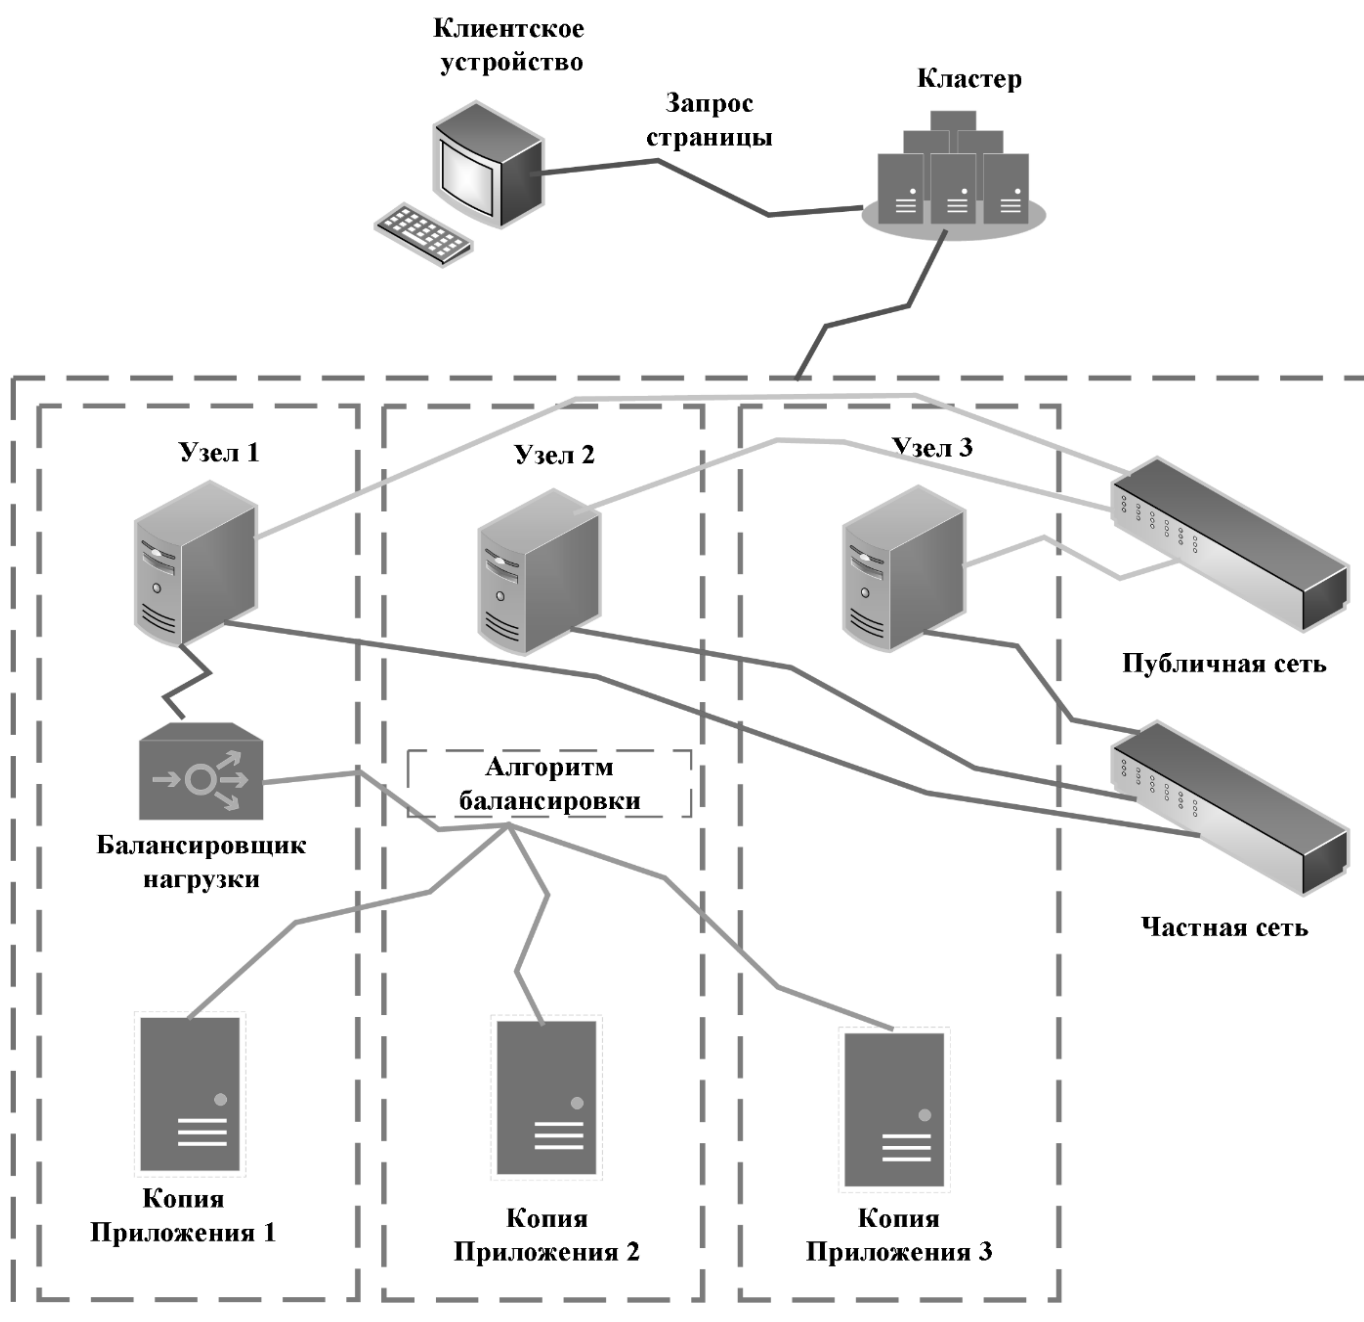 Клиентское
устройство
Запрос
страницы
Кластер
Узел 1
Узел 2
Узел 3
Публичная сеть
Алгоритм
балансировки
Балансировщик
нагрузки
Частная сеть
Копия
Приложения 1
Копия
Приложения 2
Копия
Приложения 3